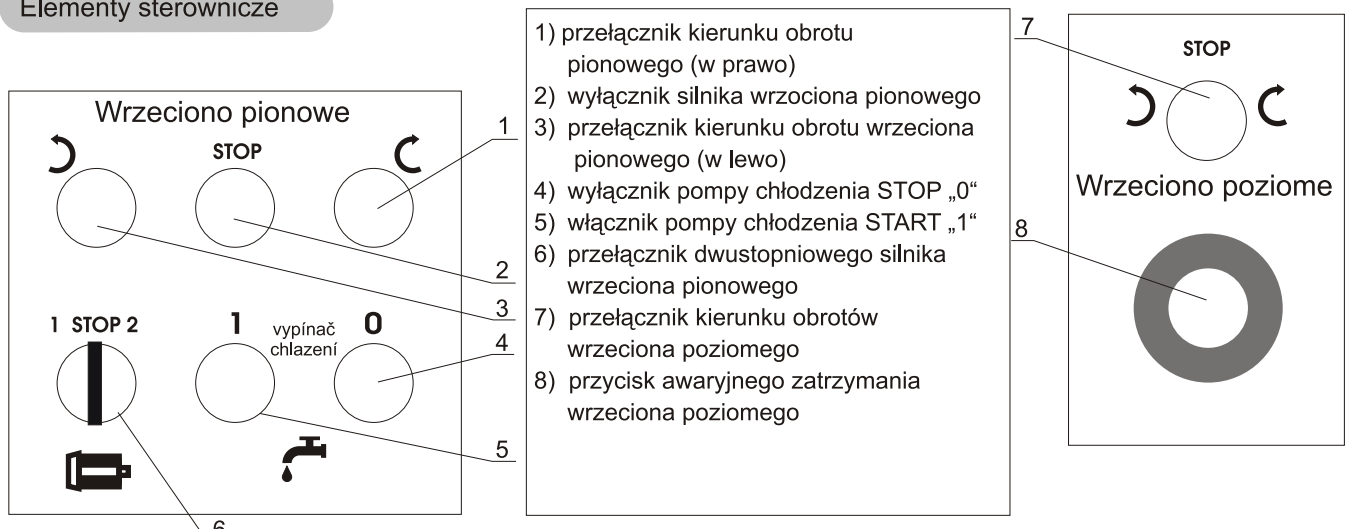 Elementy sterownicze
Wrzeciono pionowe
STOP
1
2
3
1 STOP 2
1
vypínač
chlazení
0
4
5
6
1) przełącznik kierunku obrotu
pionowego (w prawo)
2) wyłącznik silnika wrzociona pionowego
3) przełącznik kierunku obrotu wrzeciona
pionowego (w lewo)
4) wyłącznik pompy chłodzenia STOP „0“
5) włącznik pompy chłodzenia START „1“
6) przełącznik dwustopniowego silnika
wrzeciona pionowego
7) przełącznik kierunku obrotów
wrzeciona poziomego
8) przycisk awaryjnego zatrzymania
wrzeciona poziomego
7
STOP
Wrzeciono poziome
8